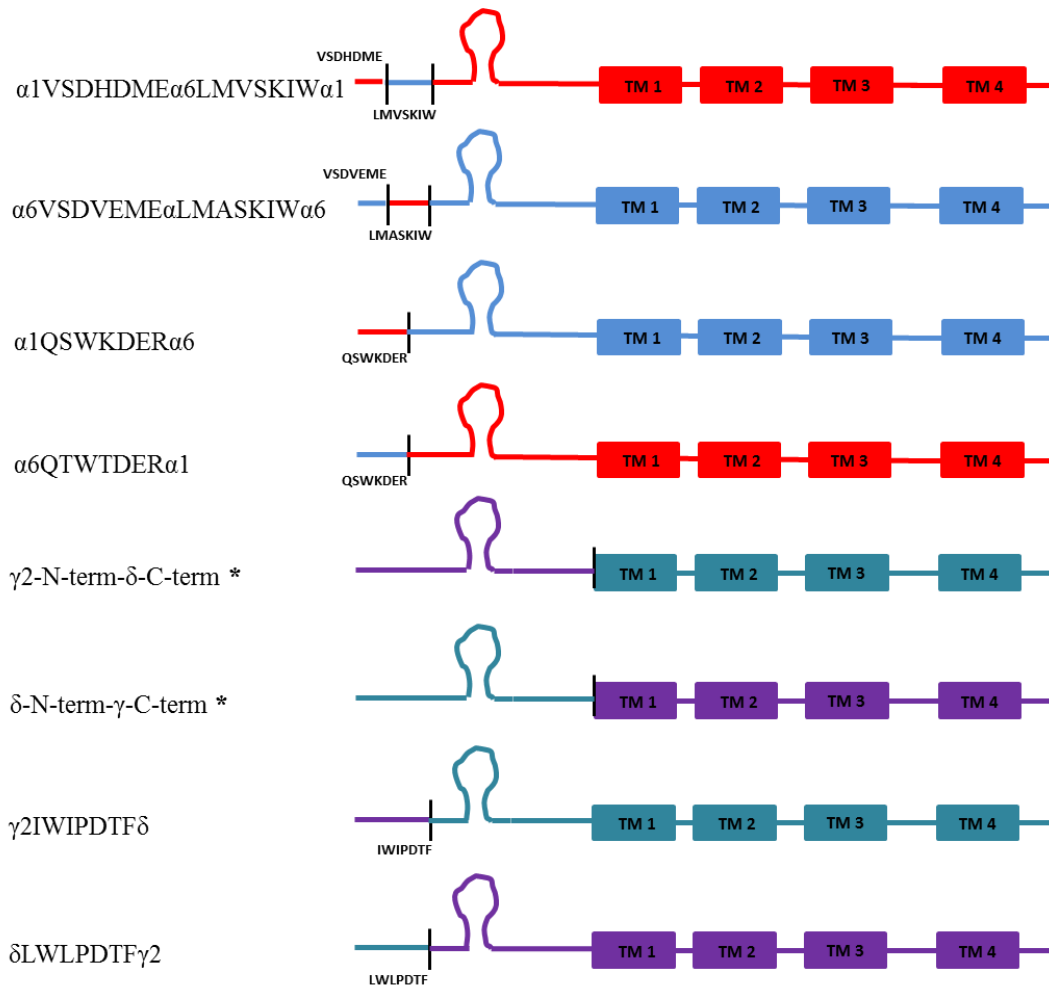 VSDHDME
α1VSDHDMEα6LMVSKIWα1
TM 1 TM 2 TM 3 TM 4
LMVSKIW
VSDVEME
α6VSDVEMEαLMASKIWα6
TM 1 TM 2 TM 3 TM 4
LMASKIW
α1QSWKDERα6
TM 1 TM 2 TM 3 TM 4
QSWKDER
α6QTWTDERα1
TM 1 TM 2 TM 3 TM 4
QSWKDER
γ2-N-term-δ-C-term *
TM 1 TM 2 TM 3 TM 4
δ-N-term-γ-C-term *
TM 1 TM 2 TM 3 TM 4
γ2IWIPDTFδ
TM 1 TM 2 TM 3 TM 4
IWIPDTF
δLWLPDTFγ2
TM 1 TM 2 TM 3 TM 4
LWLPDTF